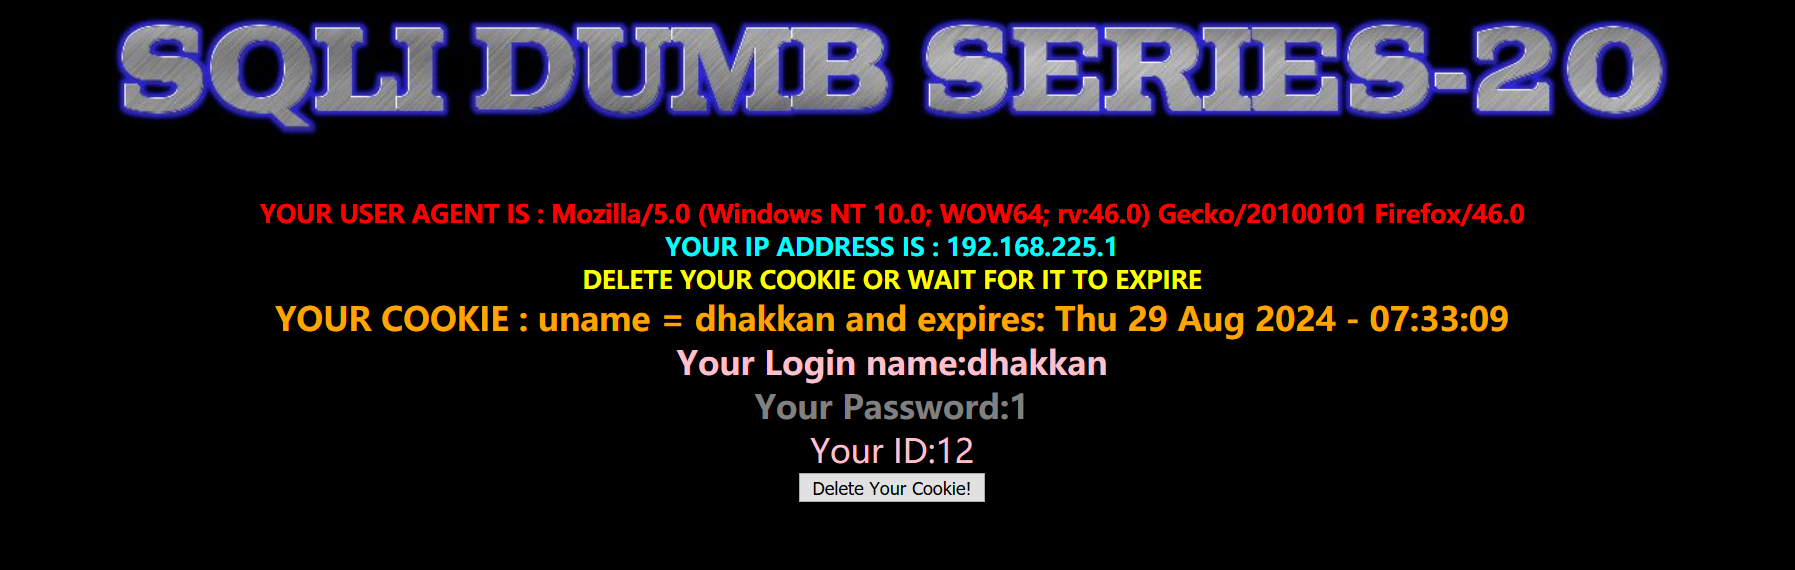 SQLI DUMB SERIES-20
YOUR USER AGENT IS : Mozilla/5.0 (Windows NT 10.0; WOW64; rv:46.0) Gecko/20100101 Firefox/46.0
YOUR IP ADDRESS IS : 192.168.225.1
DELETE YOUR COOKIE OR WAIT FOR IT TO EXPIRE
YOUR COOKIE : uname = dhakkan and expires: Thu 29 Aug 2024 - 07:33:09
Your Login name:dhakkan
Your Password:1
Your ID:12
Delete Your Cookie!